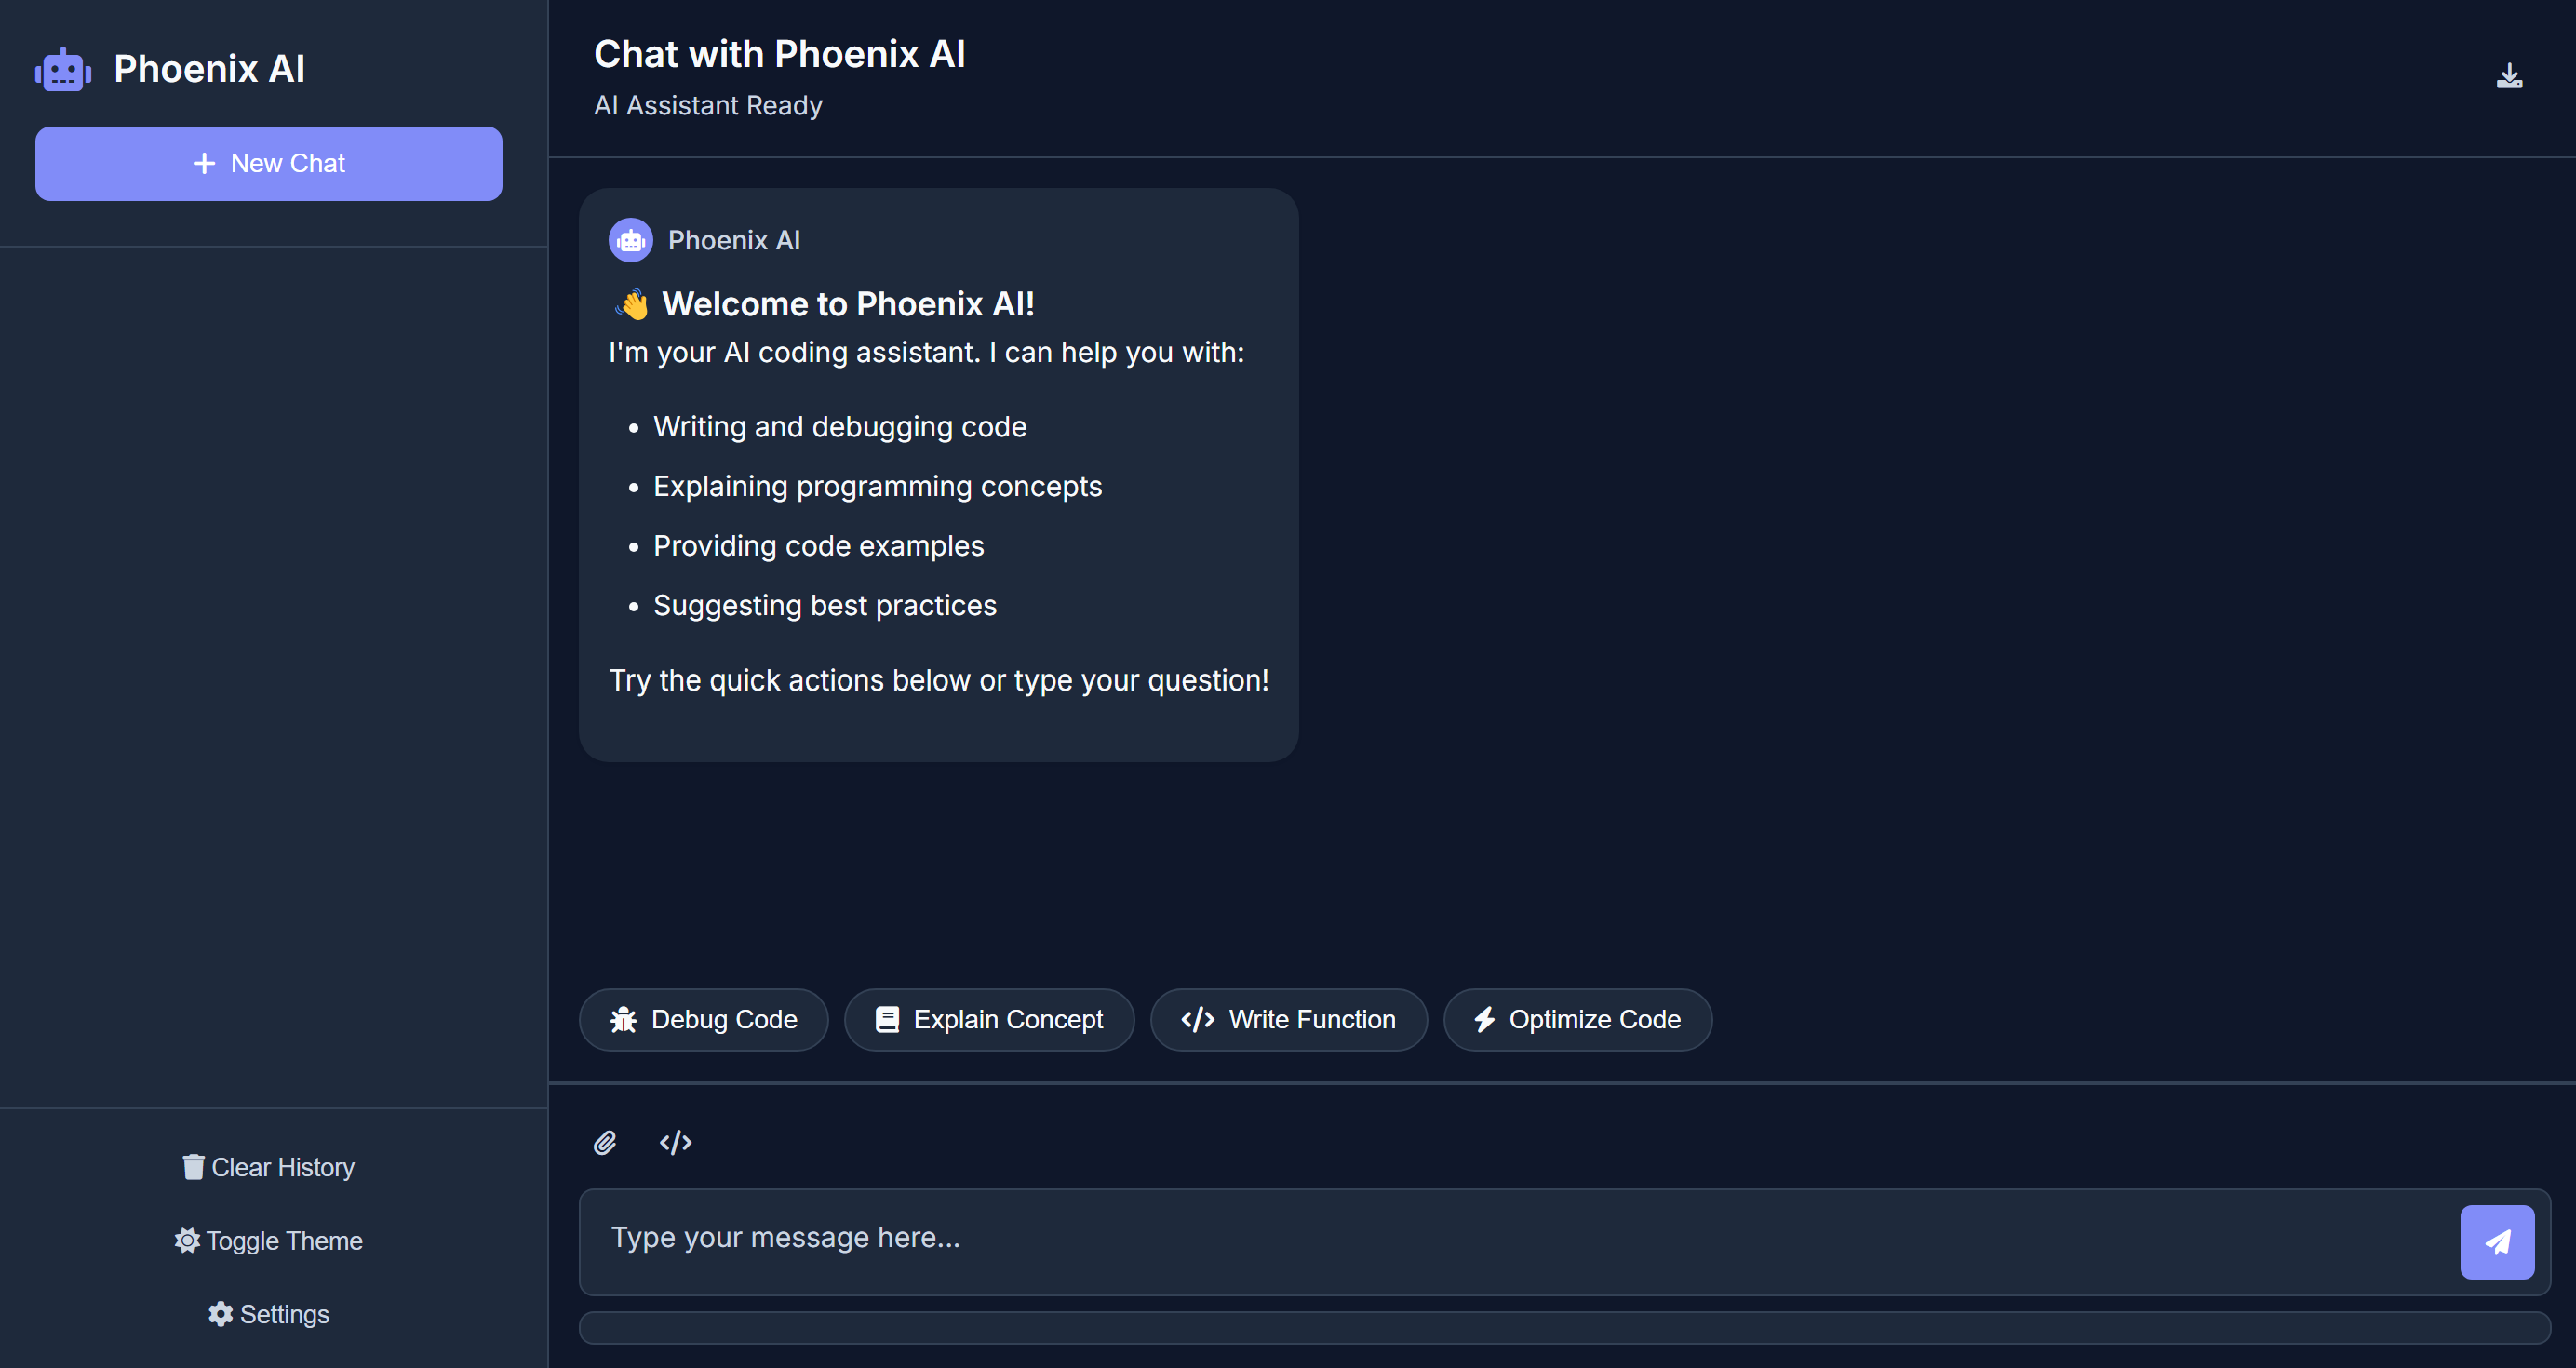 Phoenix AI
New Chat
Clear History
Toggle Theme
Settings
Chat with Phoenix AI
AI Assistant Ready
Phoenix AI
👋 Welcome to Phoenix AI!
I'm your AI coding assistant. I can help you with:
• Writing and debugging code
• Explaining programming concepts
• Providing code examples
• Suggesting best practices
Try the quick actions below or type your question!
Debug Code
Explain Concept
Write Function
Optimize Code
Type your message here...